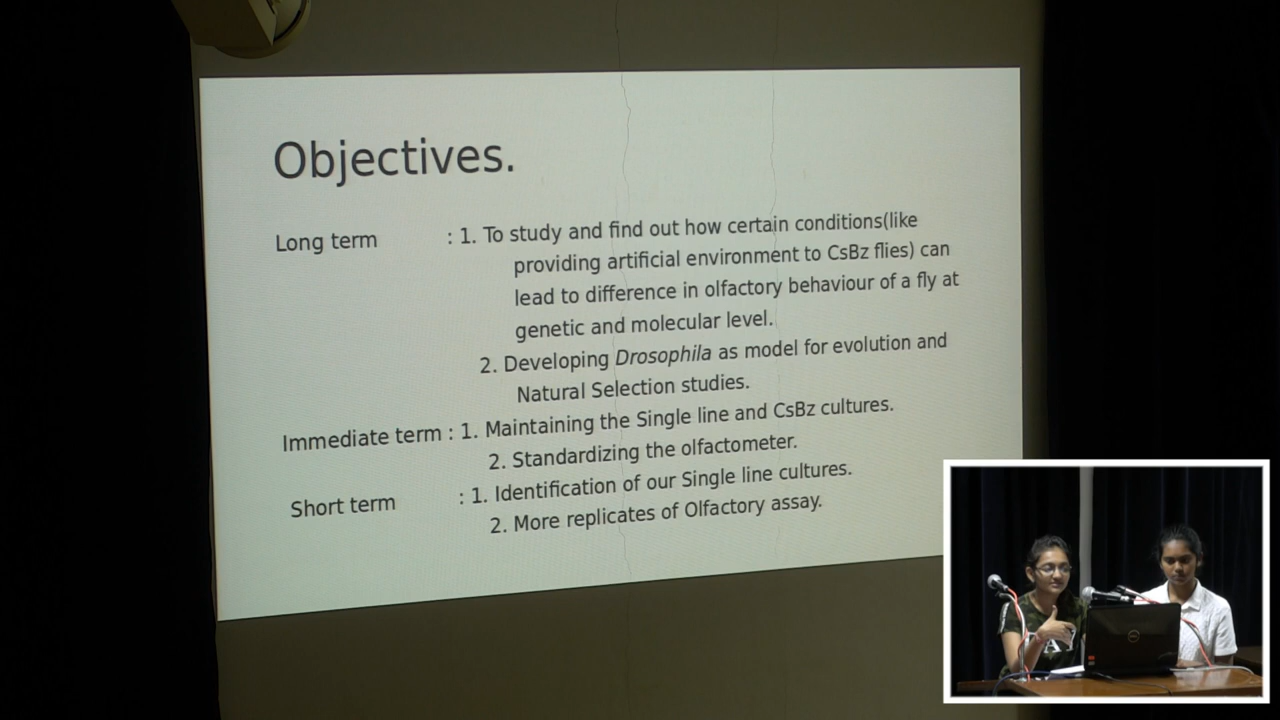 Objectives.
Long term : 1. To study and find out how certain conditions(like
providing artificial environment to CsBz flies) can
lead to difference in olfactory behaviour of a fly at
genetic and molecular level.
2. Developing Drosophila as model for evolution and
Natural Selection studies.
Immediate term : 1. Maintaining the Single line and CsBz cultures.
2. Standardizing the olfactometer.
Short term : 1. Identification of our Single line cultures.
2. More replicates of Olfactory assay.
DELL